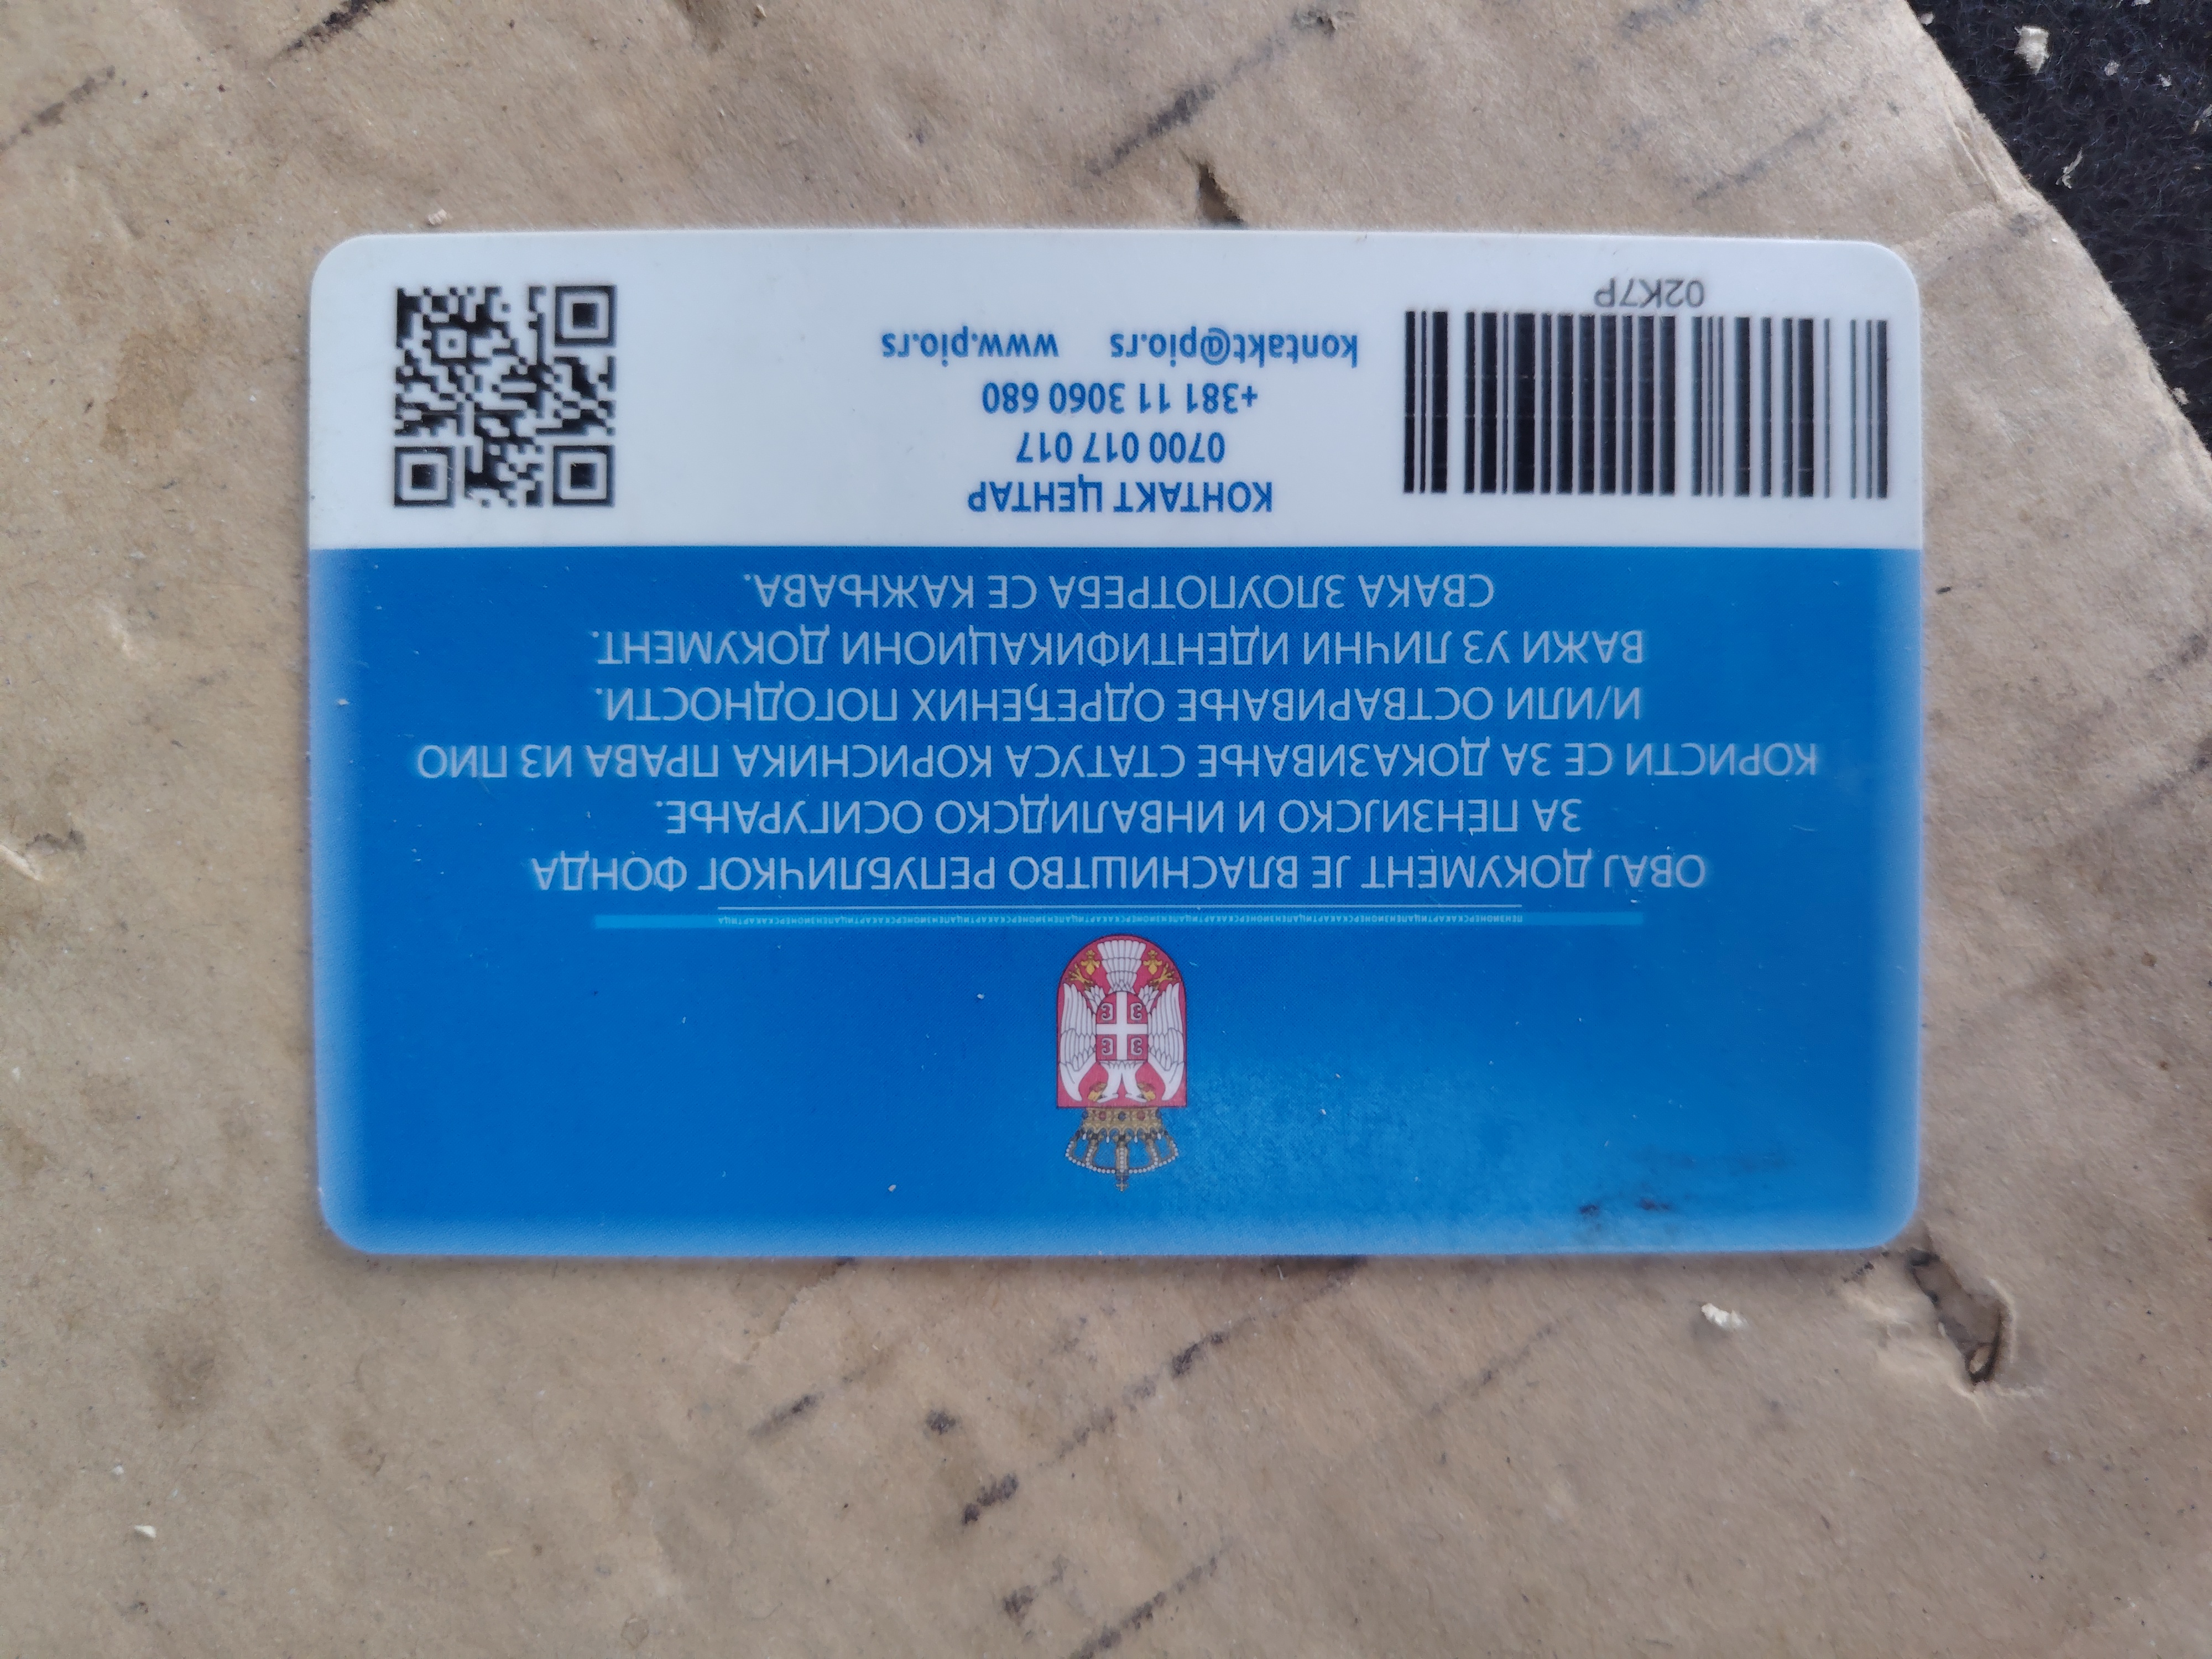 ПЕНЗИОНЕРСКАКАРТИЦАПЕНЗИОНЕРСКАКАРТИЦАПЕНЗИОНЕРСКАКАРТИЦАПЕНЗИОНЕРСКАКАРТИЦАПЕНЗИОНЕРСКАКАРТИЦА
ОВАЈ ДОКУМЕНТ ЈЕ ВЛАСНИШТВО РЕПУБЛИЧКОГ ФОНДА
ЗА ПЕНЗИЈСКО И ИНВАЛИДСКО ОСИГУРАЊЕ.
КОРИСТИ СЕ ЗА ДОКАЗИВАЊЕ СТАТУСА КОРИСНИКА ПРАВА ИЗ ПИО
И/ИЛИ ОСТВАРИВАЊЕ ОДРЕЂЕНИХ ПОГОДНОСТИ.
ВАЖИ УЗ ЛИЧНИ ИДЕНТИФИКАЦИОНИ ДОКУМЕНТ.
СВАКА ЗЛОУПОТРЕБА СЕ КАЖЊАВА.
КОНТАКТ ЦЕНТАР
0700 017 017
+381 11 3060 680
kontakt@pio.rs www.pio.rs
02K7P